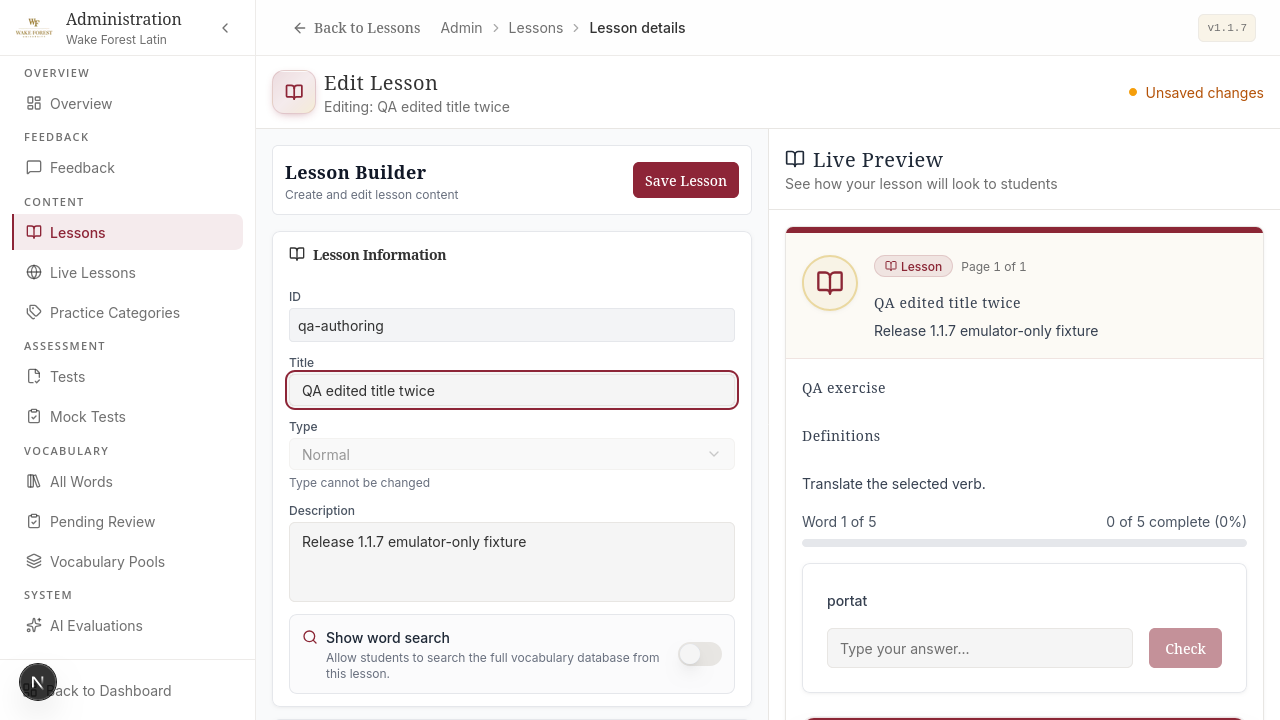 WF
WAKE FOREST
Administration
Wake Forest Latin
OVERVIEW
Overview
FEEDBACK
Feedback
CONTENT
Lessons
Live Lessons
Practice Categories
ASSESSMENT
Tests
Mock Tests
VOCABULARY
All Words
Pending Review
Vocabulary Pools
SYSTEM
AI Evaluations
N
Back to Dashboard
Back to Lessons Admin Lessons Lesson details
v1.1.7
Edit Lesson
Editing: QA edited title twice
Unsaved changes
Lesson Builder
Create and edit lesson content
Save Lesson
Lesson Information
ID
qa-authoring
Title
QA edited title twice
Type
Normal
Type cannot be changed
Description
Release 1.1.7 emulator-only fixture
Show word search
Allow students to search the full vocabulary database from
this lesson.
Live Preview
See how your lesson will look to students
Lesson Page 1 of 1
QA edited title twice
Release 1.1.7 emulator-only fixture
QA exercise
Definitions
Translate the selected verb.
Word 1 of 5 0 of 5 complete (0%)
portat
Type your answer...
Check